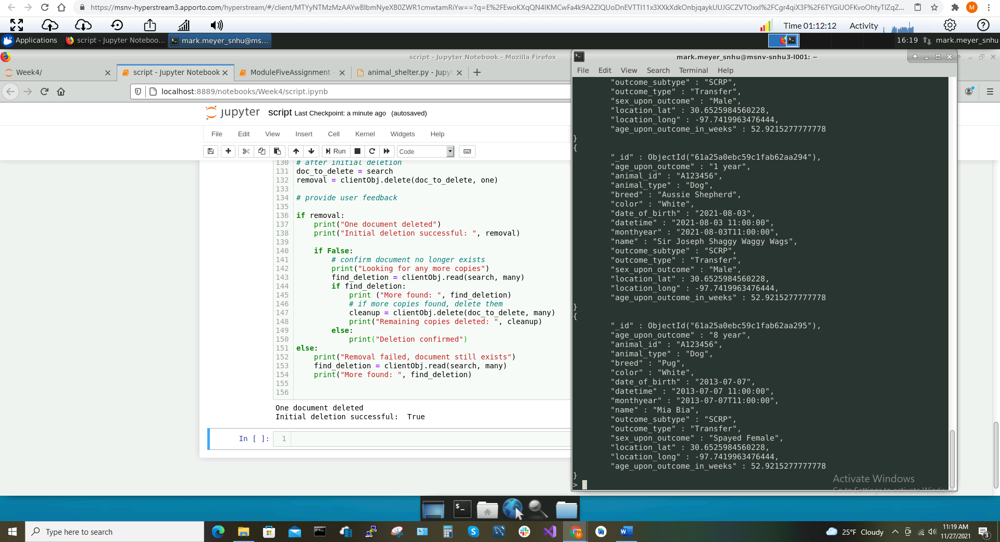 https://msnv-hyperstream3.apporto.com/hyperstream/#/client/
Time 01:12:12
Activity
Applications
script - Jupyter Noteboo...
mark.meyer_snhu@ms...
16:19
mark.meyer_snhu
script - Jupyter Notebook - Mozilla Firefox
Week4/
script - Jupyter Notebook
ModuleFiveAssignment -
animal_shelter.py - Jupyt
localhost:8889/notebooks/Week4/script.ipynb
jupyter script Last Checkpoint: a minute ago (autosaved)
File Edit View Insert Cell Kernel Widgets Help
Run
Code
130 # after initial deletion
131 doc_to_delete = search
132 removal = clientObj.delete(doc_to_delete, one)
133
134 # provide user feedback
135
136 if removal:
137     print("One document deleted")
138     print("Initial deletion successful: ", removal)
139
140     if False:
141         # confirm document no longer exists
142         print("Looking for any more copies")
143         find_deletion = clientObj.read(search, many)
144         if find_deletion:
145             print ("More found: ", find_deletion)
146             # if more copies found, delete them
147             cleanup = clientObj.delete(doc_to_delete, many)
148             print("Remaining copies deleted: ", cleanup)
149         else:
150             print("Deletion confirmed")
151 else:
152     print("Removal failed, document still exists")
153     find_deletion = clientObj.read(search, many)
154     print("More found: ", find_deletion)
155
156
One document deleted
Initial deletion successful:  True
In [ ]: 1
mark.meyer_snhu@msnv-snhu3-l001: ~
File Edit View Search Terminal Help
"outcome_subtype" : "SCRP",
"outcome_type" : "Transfer",
"sex_upon_outcome" : "Male",
"location_lat" : 30.6525984560228,
"location_long" : -97.7419963476444,
"age_upon_outcome_in_weeks" : 52.9215277777778
}
{
"_id" : ObjectId("61a25a0ebc59c1fab62aa294"),
"age_upon_outcome" : "1 year",
"animal_id" : "A123456",
"animal_type" : "Dog",
"breed" : "Aussie Shepherd",
"color" : "White",
"date_of_birth" : "2021-08-03",
"datetime" : "2021-08-03 11:00:00",
"monthyear" : "2021-08-03T11:00:00",
"name" : "Sir Joseph Shaggy Waggy Wags",
"outcome_subtype" : "SCRP",
"outcome_type" : "Transfer",
"sex_upon_outcome" : "Male",
"location_lat" : 30.6525984560228,
"location_long" : -97.7419963476444,
"age_upon_outcome_in_weeks" : 52.9215277777778
}
{
"_id" : ObjectId("61a25a0ebc59c1fab62aa295"),
"age_upon_outcome" : "8 year",
"animal_id" : "A123456",
"animal_type" : "Dog",
"breed" : "Pug",
"color" : "White",
"date_of_birth" : "2013-07-07",
"datetime" : "2013-07-07 11:00:00",
"monthyear" : "2013-07-07T11:00:00",
"name" : "Mia Bia",
"outcome_subtype" : "SCRP",
"outcome_type" : "Transfer",
"sex_upon_outcome" : "Spayed Female",
"location_lat" : 30.6525984560228,
"location_long" : -97.7419963476444,
"age_upon_outcome_in_weeks" : 52.9215277777778
}
>
Activate Windows
Go to Settings to activate Windows.
Type here to search
25°F Cloudy
11:19 AM
11/27/2021
3